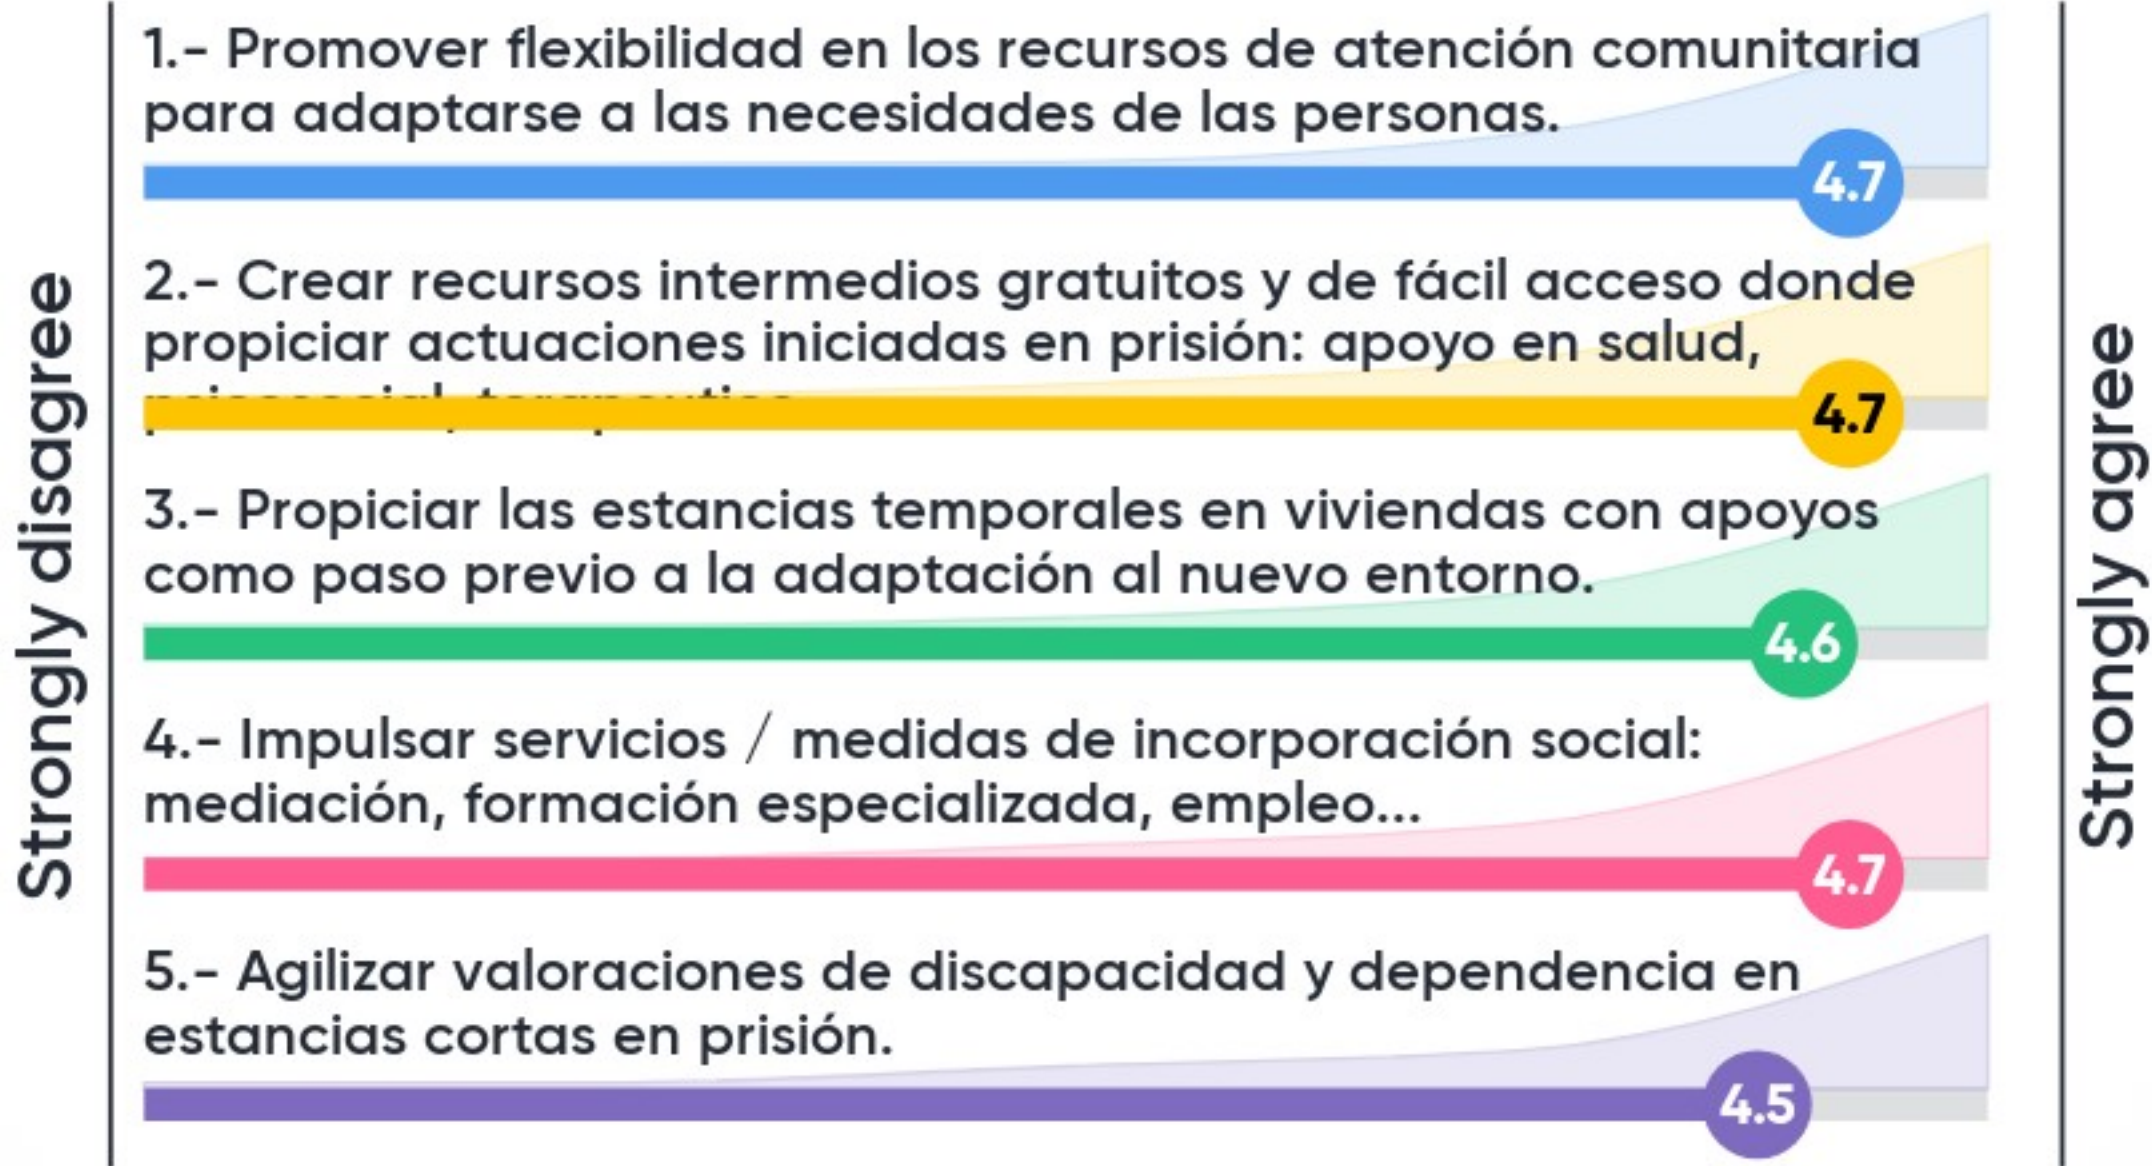 Strongly disagree
1.- Promover flexibilidad en los recursos de atención comunitaria
para adaptarse a las necesidades de las personas.
4.7
2.- Crear recursos intermedios gratuitos y de fácil acceso donde
propiciar actuaciones iniciadas en prisión: apoyo en salud,
4.7
3.- Propiciar las estancias temporales en viviendas con apoyos
como paso previo a la adaptación al nuevo entorno.
4.6
4.- Impulsar servicios / medidas de incorporación social:
mediación, formación especializada, empleo...
4.7
5.- Agilizar valoraciones de discapacidad y dependencia en
estancias cortas en prisión.
4.5
Strongly agree